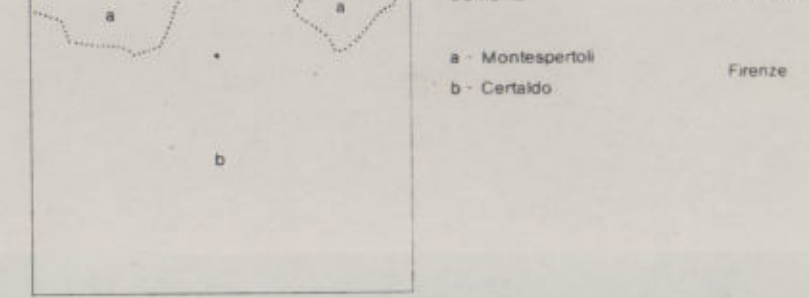 a
a
a - Montespertoli
Firenze
b - Certaldo
b